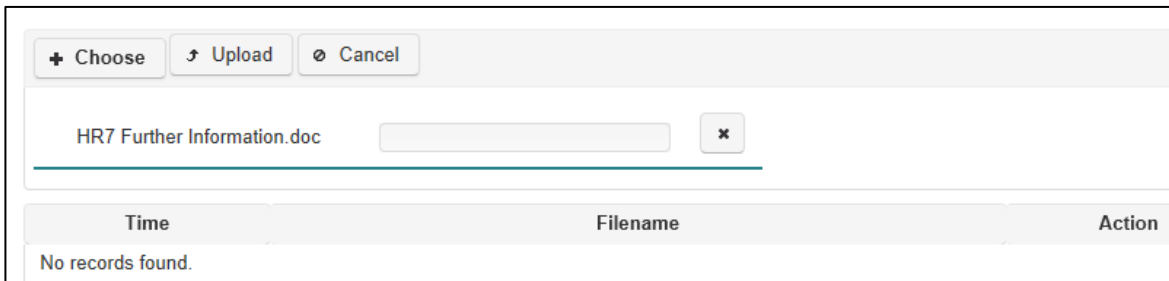 Choose Upload Cancel
HR7 Further Information.doc
Time Filename Action
No records found.